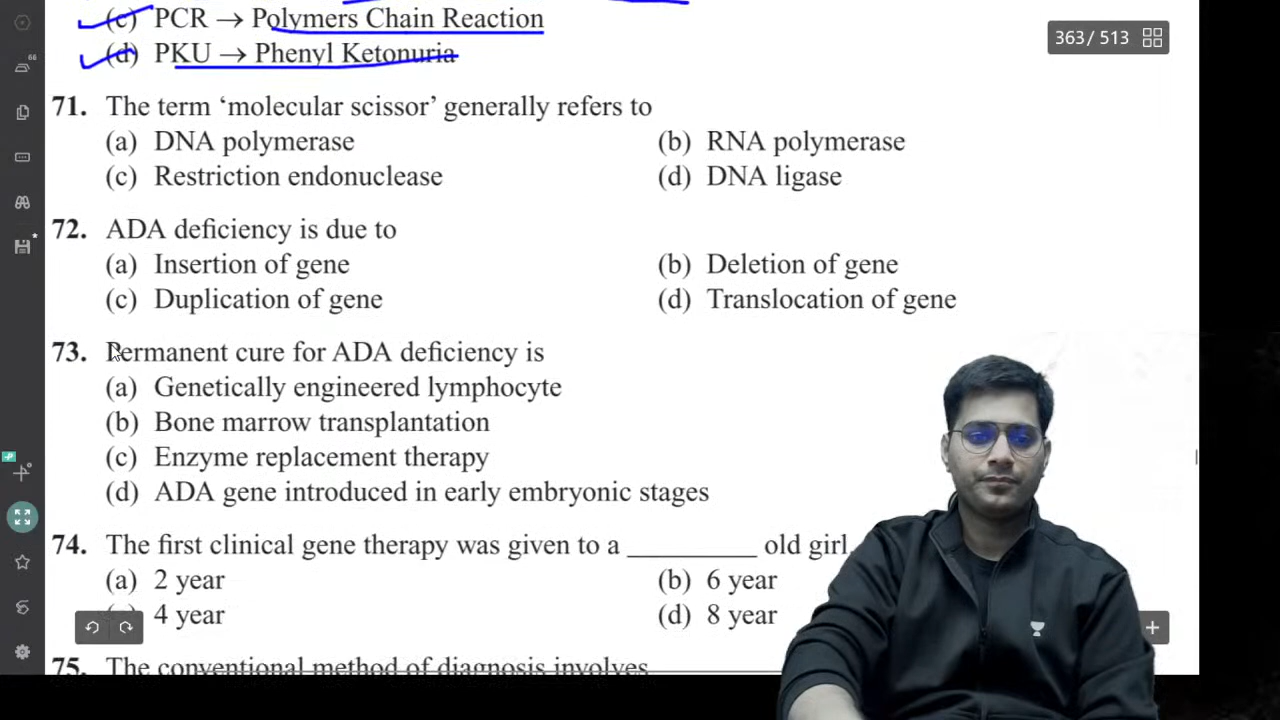 (c) PCR → Polymers Chain Reaction
363 / 513
(d) PKU → Phenyl Ketonuria
71. The term ‘molecular scissor’ generally refers to
(a) DNA polymerase (b) RNA polymerase
(c) Restriction endonuclease (d) DNA ligase
72. ADA deficiency is due to
(a) Insertion of gene (b) Deletion of gene
(c) Duplication of gene (d) Translocation of gene
73. Permanent cure for ADA deficiency is
(a) Genetically engineered lymphocyte
(b) Bone marrow transplantation
(c) Enzyme replacement therapy
(d) ADA gene introduced in early embryonic stages
74. The first clinical gene therapy was given to a _________ old girl.
(a) 2 year (b) 6 year
4 year (d) 8 year
75. The conventional method of diagnosis involves